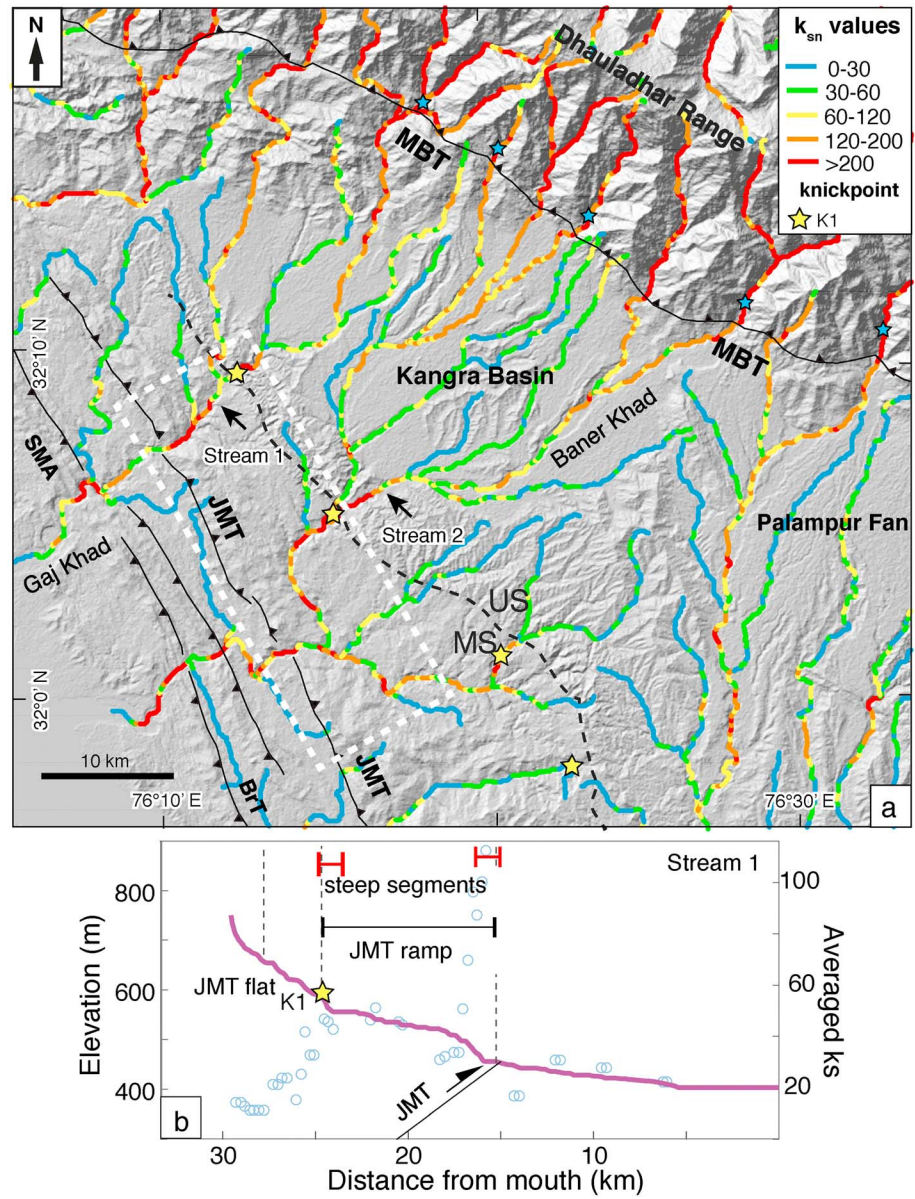 N
k_sn values
0-30
30-60
60-120
120-200
>200
knickpoint
K1
Dhauladhar Range
MBT
32°10' N
Kangra Basin
MBT
SMA
Stream 1
Baner Khad
JMT
Stream 2
Palampur Fan
Gaj Khad
US
MS
32°0' N
10 km
JMT
BrT
76°10' E
76°30' E
a
Stream 1
800
100
steep segments
Elevation (m)
Averaged ks
JMT ramp
JMT flat
K1
600
60
400
20
JMT
b
30
20
10
Distance from mouth (km)